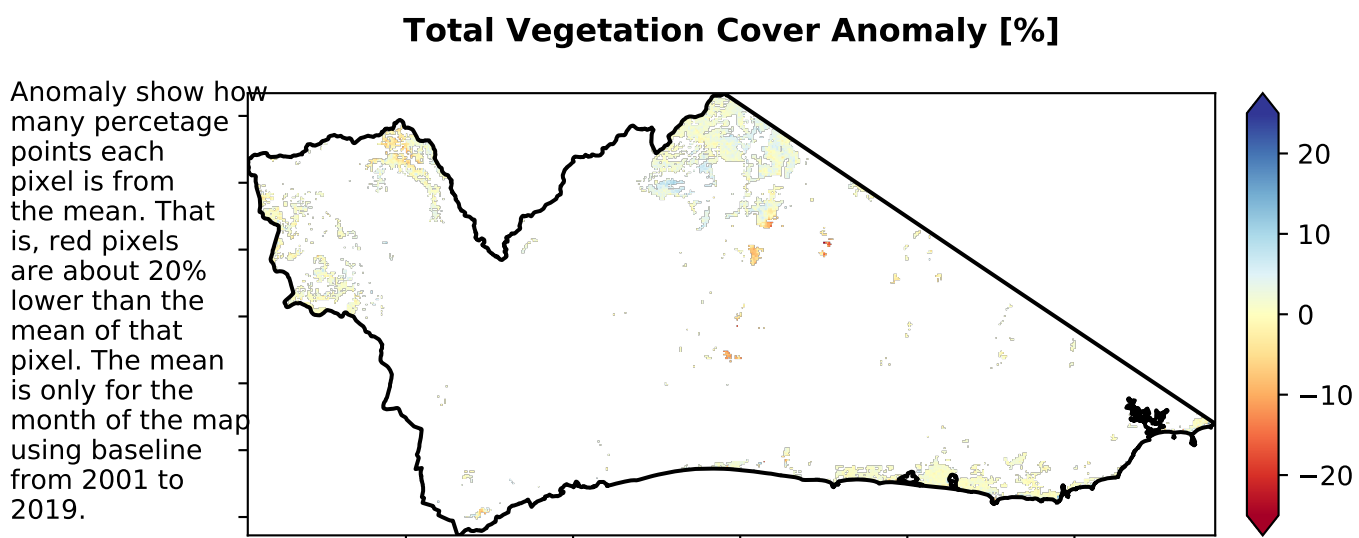 Total Vegetation Cover Anomaly [%]
Anomaly show how
many percetage
points each
pixel is from
the mean. That
is, red pixels
are about 20%
lower than the
mean of that
pixel. The mean
is only for the
month of the map
using baseline
from 2001 to
2019.
20
10
0
−10
−20